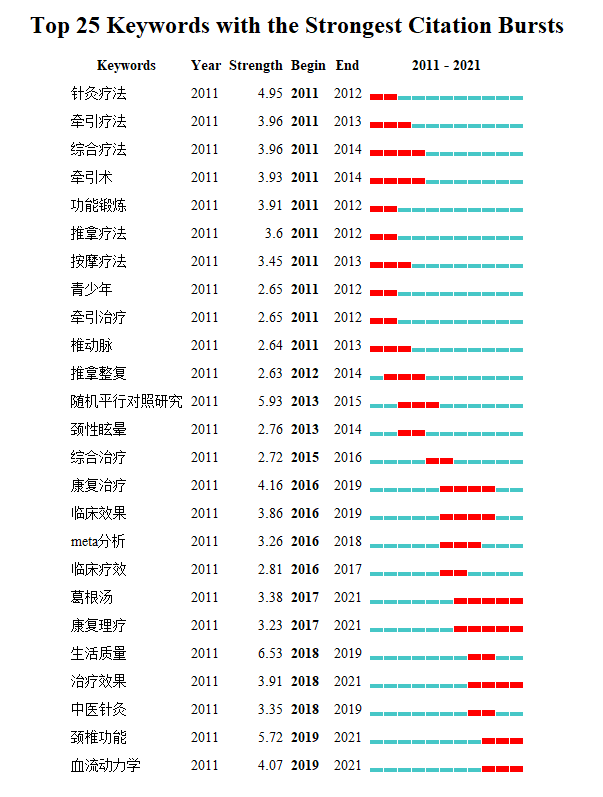 Top 25 Keywords with the Strongest Citation Bursts
Keywords Year Strength Begin End 2011 - 2021
针灸疗法 2011 4.95 2011 2012
牵引疗法 2011 3.96 2011 2013
综合疗法 2011 3.96 2011 2014
牵引术 2011 3.93 2011 2014
功能锻炼 2011 3.91 2011 2012
推拿疗法 2011 3.6 2011 2012
按摩疗法 2011 3.45 2011 2013
青少年 2011 2.65 2011 2012
牵引治疗 2011 2.65 2011 2012
椎动脉 2011 2.64 2011 2013
推拿整复 2011 2.63 2012 2014
随机平行对照研究 2011 5.93 2013 2015
颈性眩晕 2011 2.76 2013 2014
综合治疗 2011 2.72 2015 2016
康复治疗 2011 4.16 2016 2019
临床效果 2011 3.86 2016 2019
meta分析 2011 3.26 2016 2018
临床疗效 2011 2.81 2016 2017
葛根汤 2011 3.38 2017 2021
康复理疗 2011 3.23 2017 2021
生活质量 2011 6.53 2018 2019
治疗效果 2011 3.91 2018 2021
中医针灸 2011 3.35 2018 2019
颈椎功能 2011 5.72 2019 2021
血流动力学 2011 4.07 2019 2021